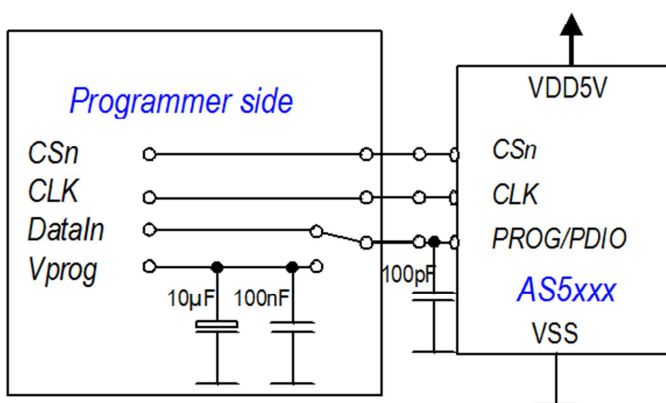 VDD5V
Programmer side
CSn
CSn
CLK
CLK
DataIn
PROG/PDIO
Vprog
10µF
100nF
100pF
AS5xxx
VSS